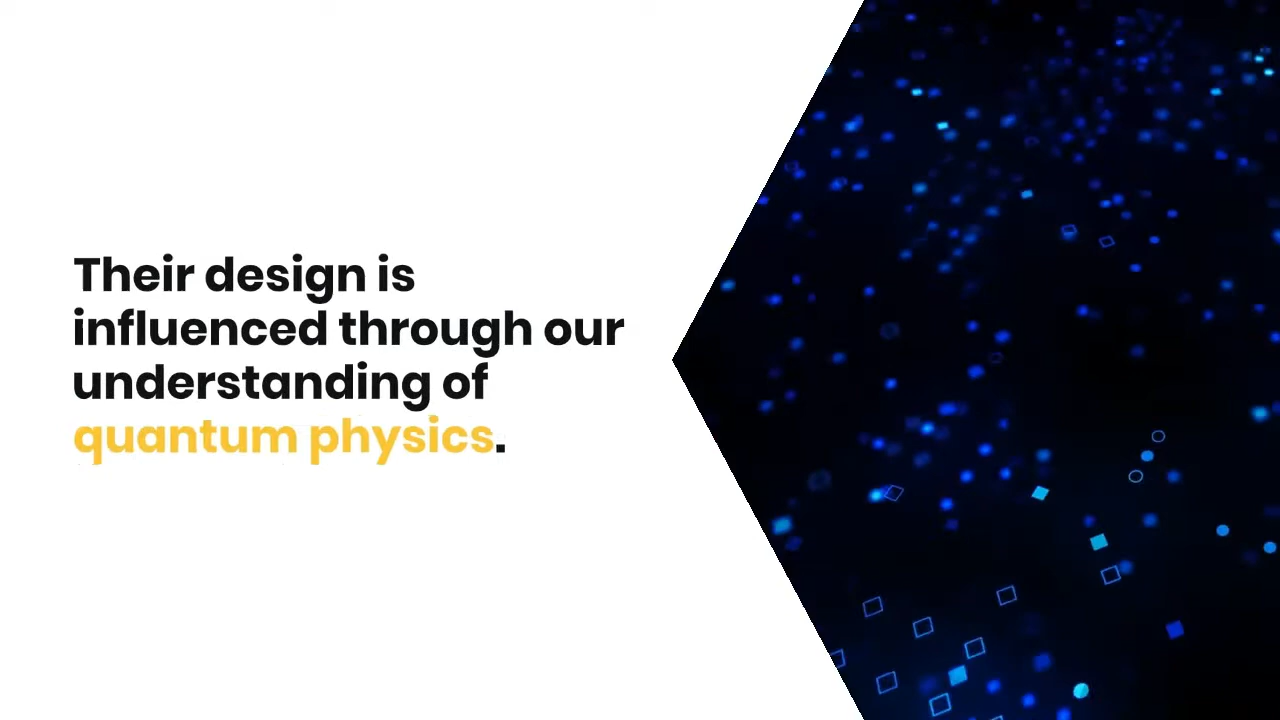 Their design is
influenced through our
understanding of
quantum physics.